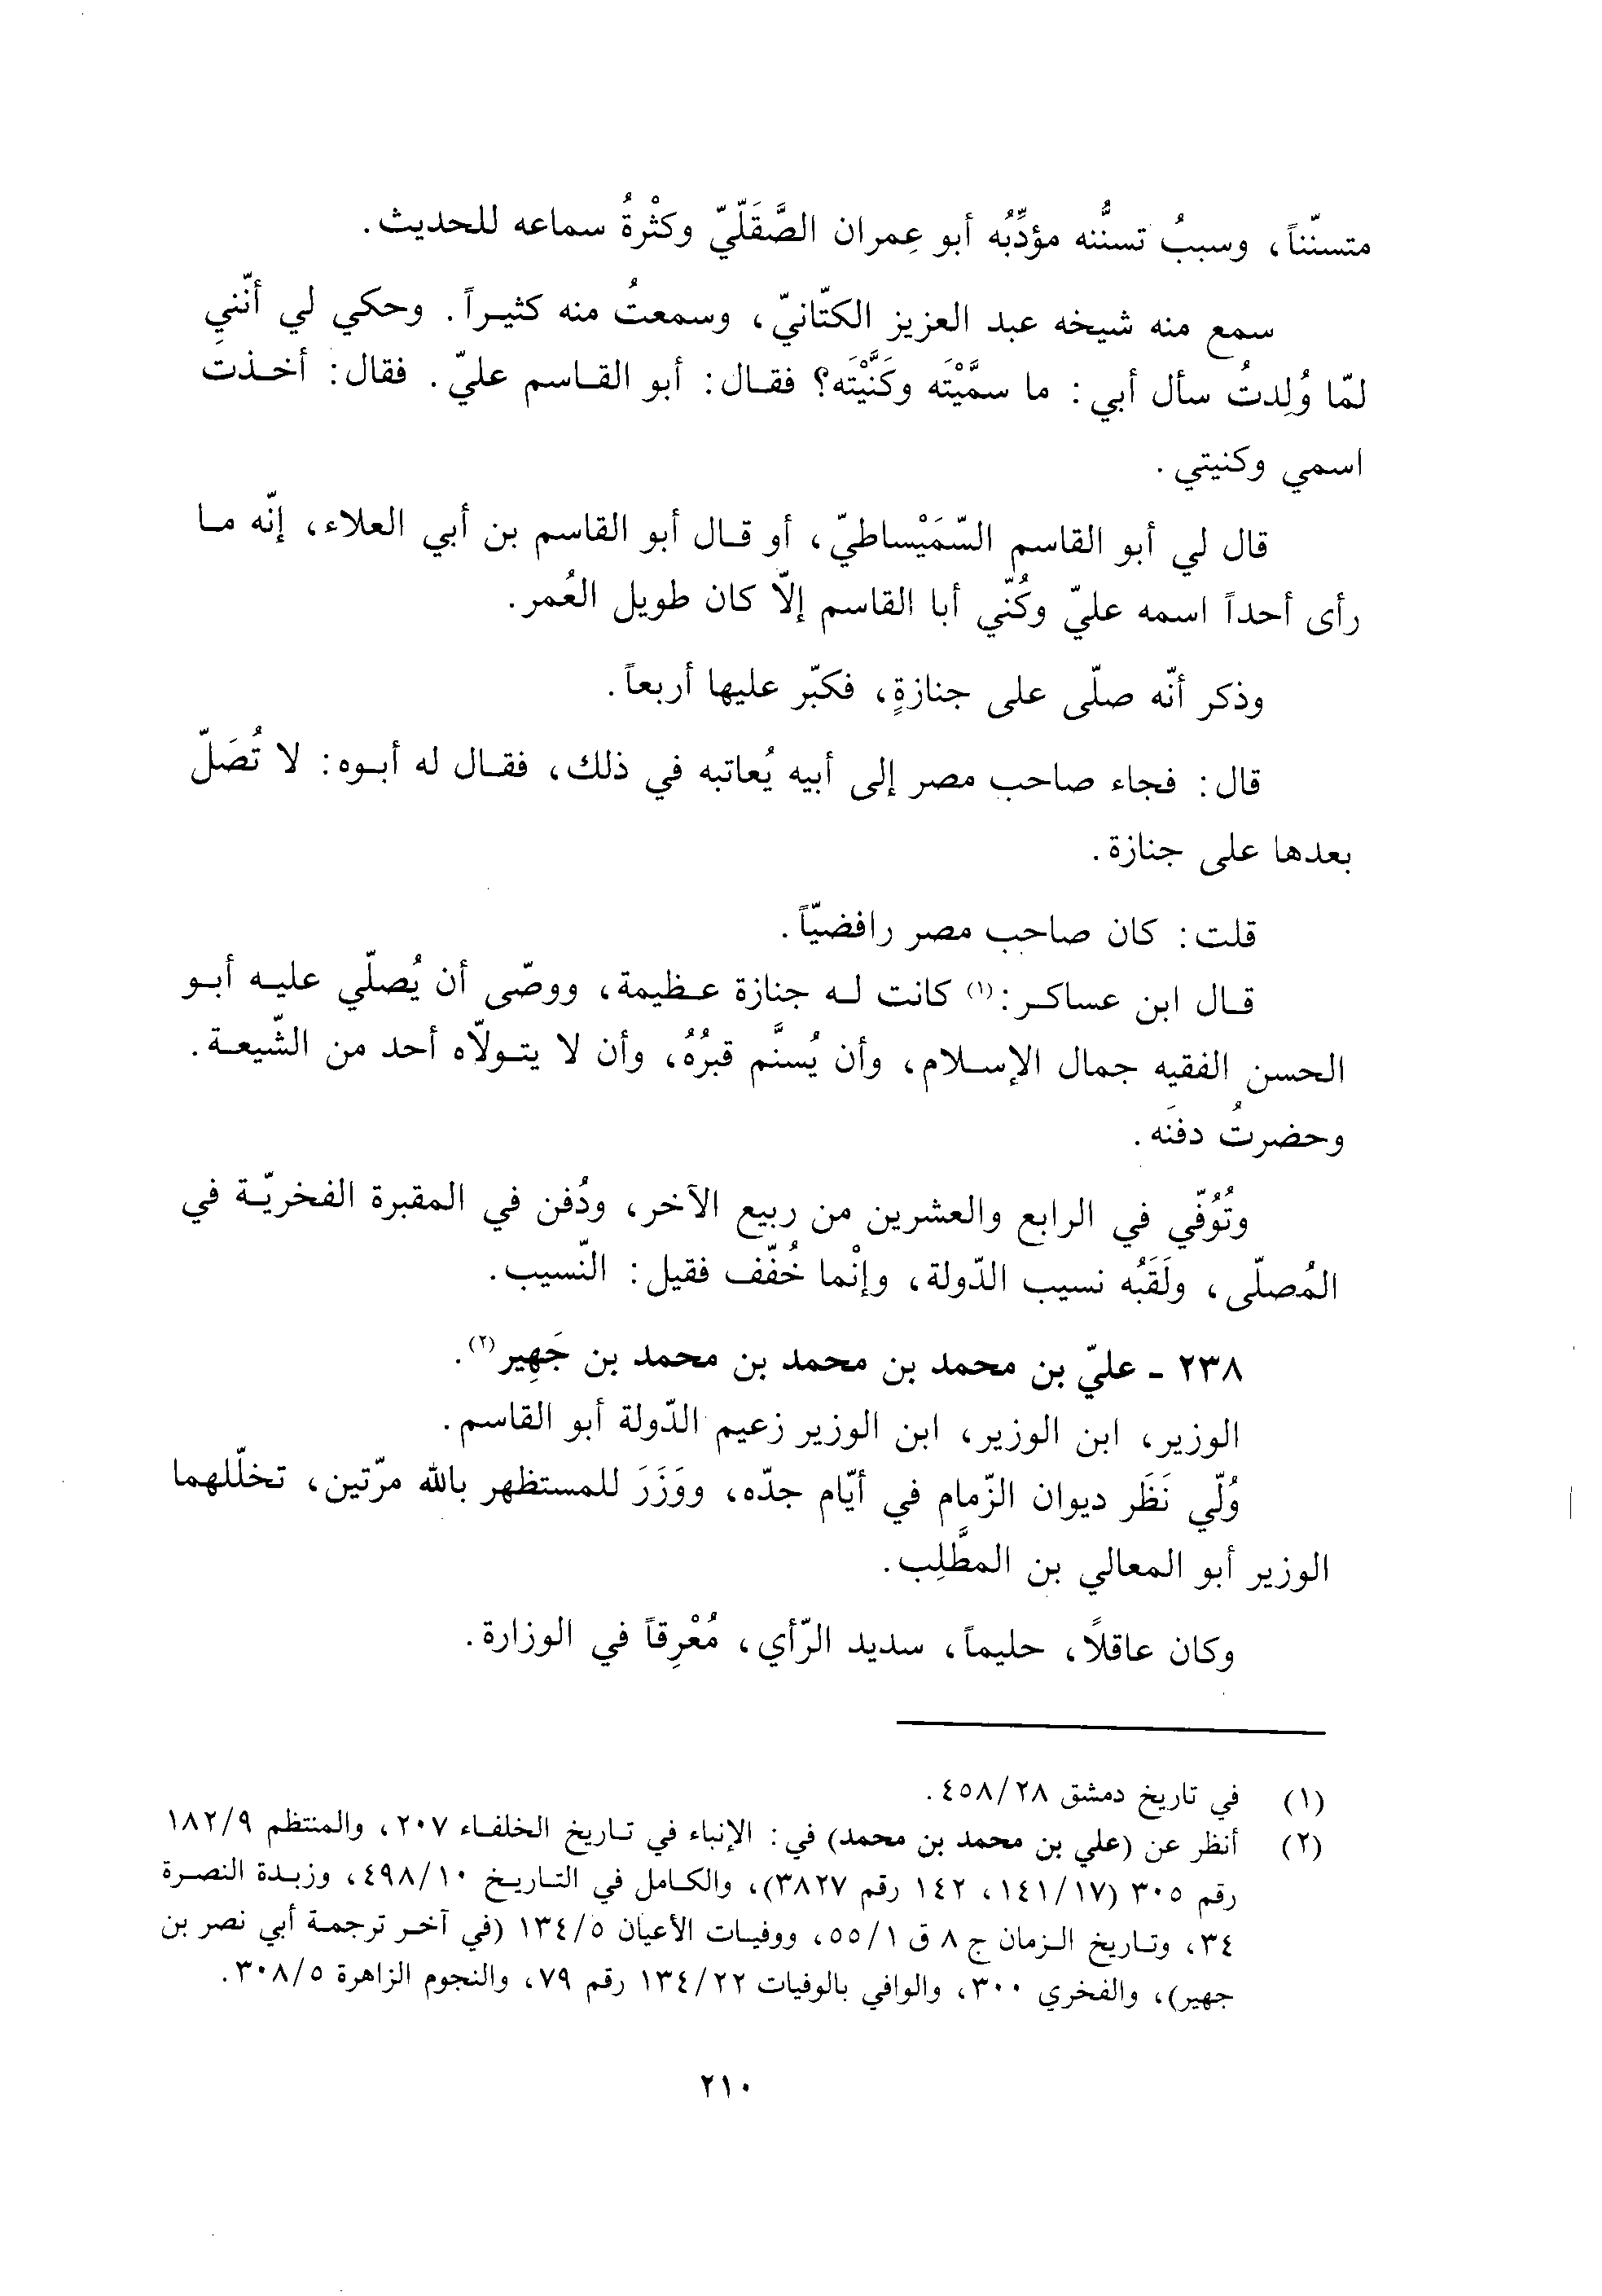 متسنّناً، وسببُ تسنُّنه مؤدِّبُه أبو عِمران الصَّقَلّيّ وكثْرةُ سماعه للحديث.
سمع منه شيخه عبد العزيز الكتّانيّ، وسمعتُ منه كثيراً. وحكي لي أنّني
لمّا وُلِدتُ سأل أبي: ما سمَّيْتَه وكَنَّيْتَه؟ فقال: أبو القاسم عليّ. فقال: أخذت
اسمي وكنيتي.
قال لي أبو القاسم السّمَيْساطيّ، أو قال أبو القاسم بن أبي العلاء، إنّه ما
رأى أحداً اسمه عليّ وكُنّي أبا القاسم إلاّ كان طويل العُمر.
وذكر أنّه صلّى على جنازةٍ، فكبّر عليها أربعاً.
قال: فجاء صاحب مصر إلى أبيه يُعاتبه في ذلك، فقال له أبوه: لا تُصَلّ
بعدها على جنازة.
قلت: كان صاحب مصر رافضيّاً.
قال ابن عساكر:(١) كانت له جنازة عظيمة، ووصّى أن يُصلّي عليه أبو
الحسن الفقيه جمال الإسلام، وأن يُسنَّم قبرُهُ، وأن لا يتولاّه أحد من الشّيعة.
وحضرتُ دفنَه.
وتُوُفّي في الرابع والعشرين من ربيع الآخر، ودُفن في المقبرة الفخريّة في
المُصلّى، ولَقَبُه نسيب الدّولة، وإنْما خُفّف فقيل: النّسيب.
٢٣٨ ـ عليّ بن محمد بن محمد بن محمد بن جَهِير(٢).
الوزير، ابن الوزير، ابن الوزير زعيم الدّولة أبو القاسم.
وُلّي نَظَر ديوان الزّمام في أيّام جدّه، ووَزَرَ للمستظهر بالله مرّتين، تخلّلهما
الوزير أبو المعالي بن المطَّلِب.
وكان عاقلاً، حليماً، سديد الرّأي، مُعْرِقاً في الوزارة.
(١) في تاريخ دمشق ٤٥٨/٢٨.
(٢) أنظر عن (علي بن محمد بن محمد) في: الإنباء في تاريخ الخلفاء ٢٠٧، والمنتظم ١٨٢/٩
رقم ٣٠٥ (١٤١/١٧، ١٤٢ رقم ٣٨٢٧)، والكامل في التاريخ ٤٩٨/١٠، وزبدة النصرة
٣٤، وتاريخ الزمان ج ٨ ق ٥٥/١، ووفيات الأعيان ١٣٤/٥ (في آخر ترجمة أبي نصر بن
جهير)، والفخري ٣٠٠، والوافي بالوفيات ١٣٤/٢٢ رقم ٧٩، والنجوم الزاهرة ٣٠٨/٥.
٢١٠